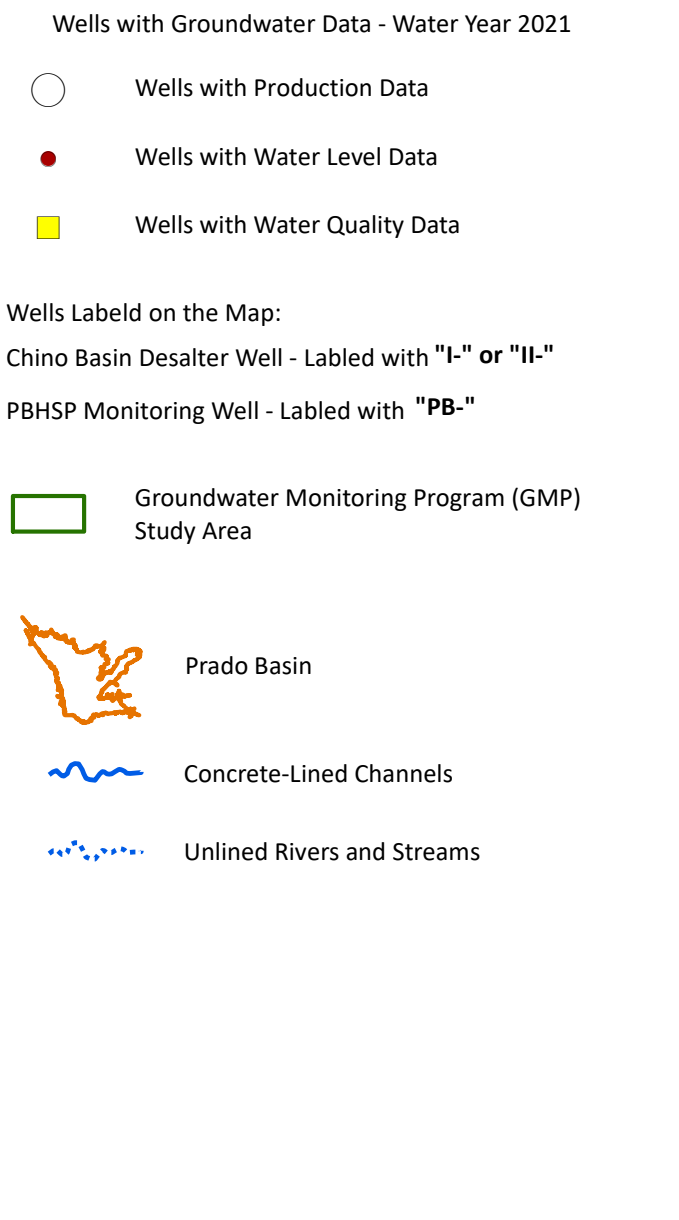 Wells with Groundwater Data - Water Year 2021
Wells with Production Data
Wells with Water Level Data
Wells with Water Quality Data
Wells Labeld on the Map:
Chino Basin Desalter Well - Labled with "I-" or "II-"
PBHSP Monitoring Well - Labled with "PB-"
Groundwater Monitoring Program (GMP)
Study Area
Prado Basin
Concrete-Lined Channels
Unlined Rivers and Streams